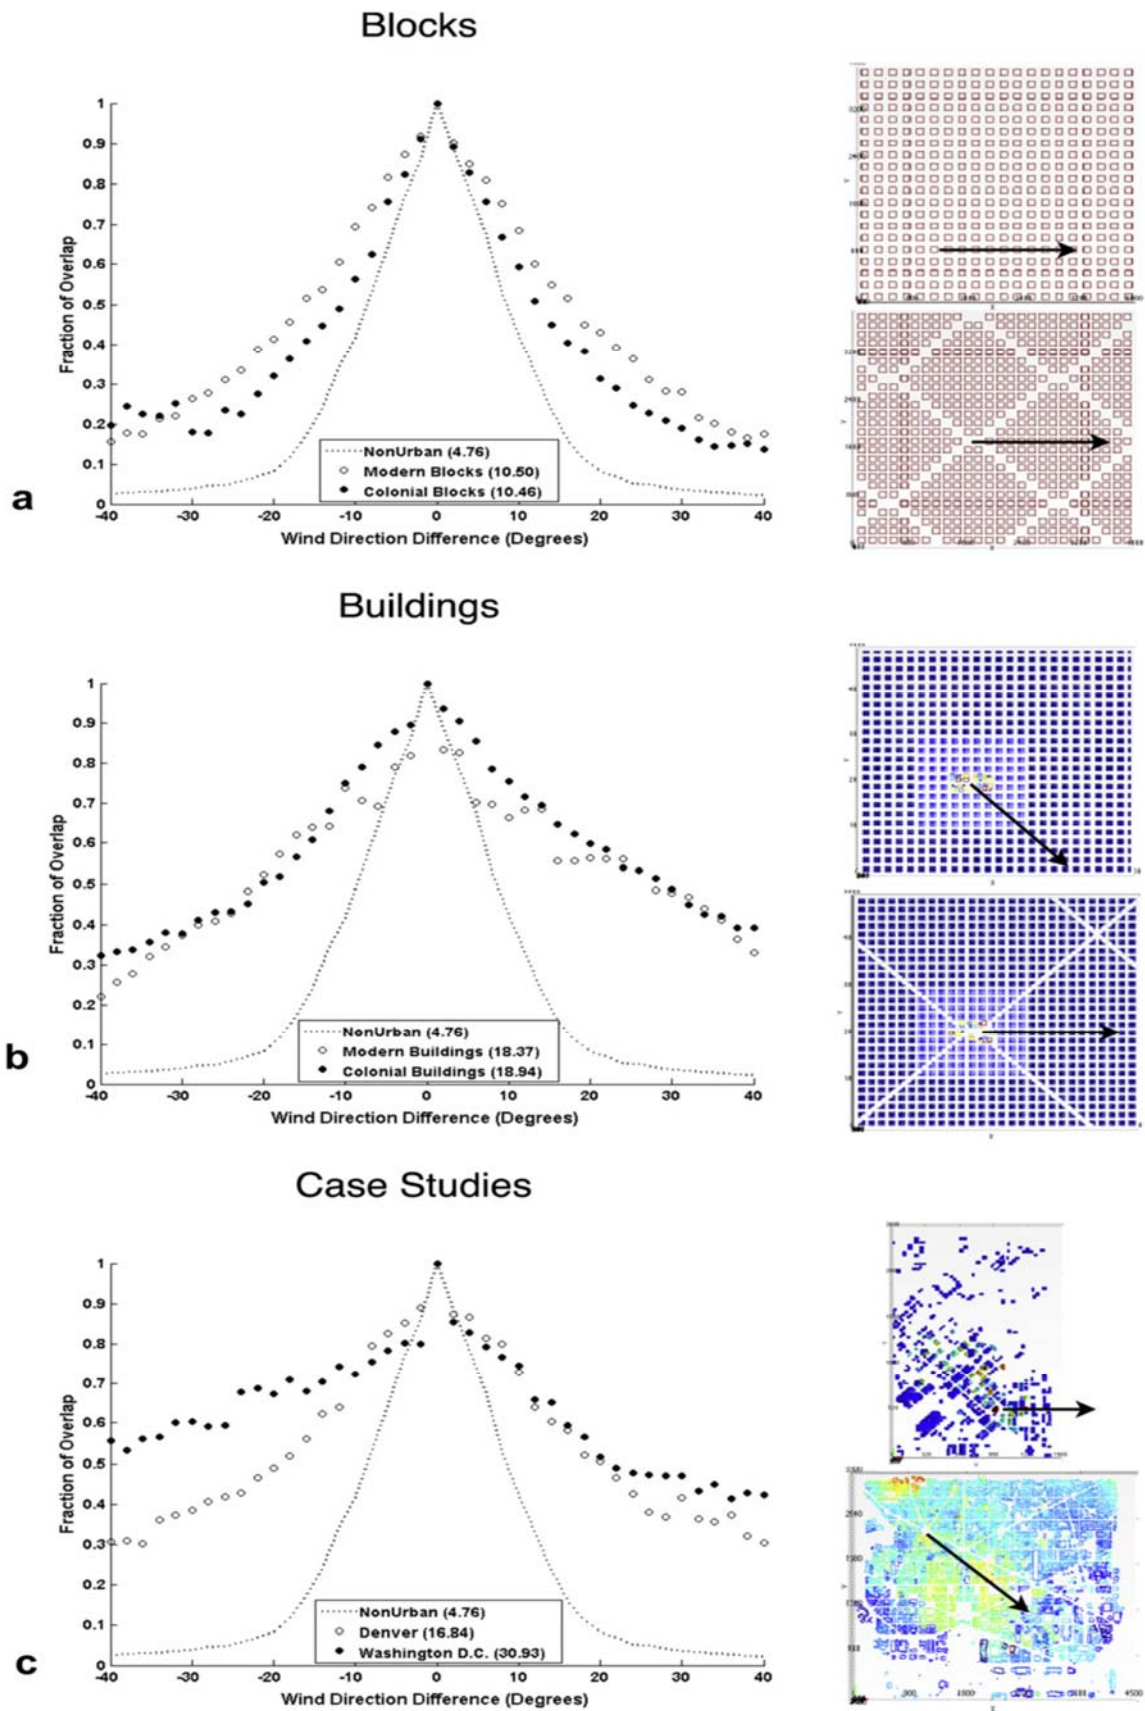 Blocks
1
0.9
0.8
0.7
0.6
0.5
0.4
0.3
0.2
0.1
0
Fraction of Overlap
NonUrban (4.76)
Modern Blocks (10.50)
Colonial Blocks (10.46)
-40 -30 -20 -10 0 10 20 30 40
Wind Direction Difference (Degrees)
a
Buildings
1
0.9
0.8
0.7
0.6
0.5
0.4
0.3
0.2
0.1
0
Fraction of Overlap
NonUrban (4.76)
Modern Buildings (18.37)
Colonial Buildings (18.94)
-40 -30 -20 -10 0 10 20 30 40
Wind Direction Difference (Degrees)
b
Case Studies
1
0.9
0.8
0.7
0.6
0.5
0.4
0.3
0.2
0.1
0
Fraction of Overlap
NonUrban (4.76)
Denver (16.84)
Washington D.C. (30.93)
-40 -30 -20 -10 0 10 20 30 40
Wind Direction Difference (Degrees)
c